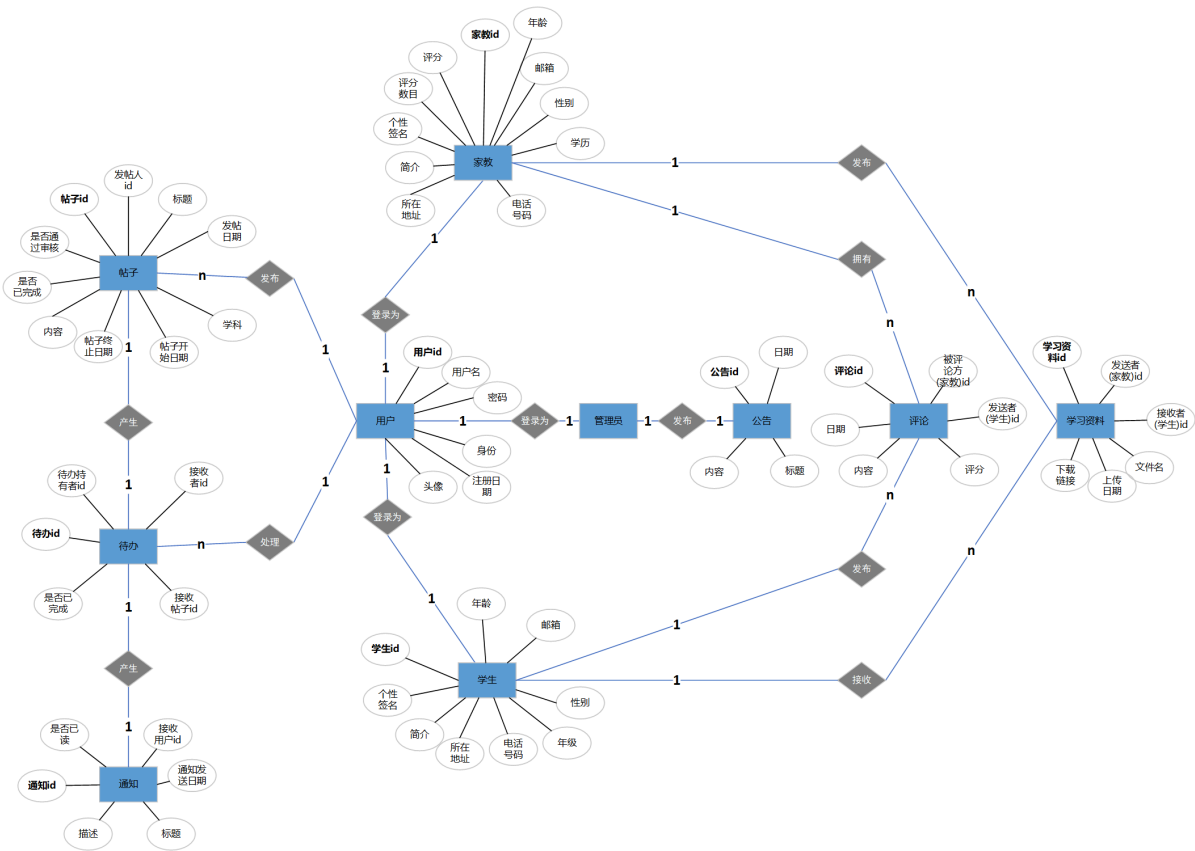 年龄
家教id
评分
邮箱
评分
数目
性别
个性
签名
学历
简介
家教
所在
地址
电话
号码
1
发布
1
1
拥有
n
n
发帖人
id
帖子id
标题
发帖
日期
是否通
过审核
帖子
n
发布
是否
已完成
内容
帖子终
止日期
帖子开
始日期
学科
1
1
登录为
1
用户id
用户名
密码
用户
1
登录为
1
管理员
1
发布
1
公告
公告id
日期
内容
标题
身份
注册日
期
头像
1
登录为
评论id
被评
论方
(家教)id
发送者
(学生)id
日期
评论
内容
评分
学习资
料id
发送者
(家教)id
接收者
(学生)id
学习资料
下载
链接
上传
日期
文件名
产生
1
待办持
有者id
接收
者id
待办id
待办
n
处理
1
是否已
完成
接收
帖子id
1
产生
1
n
n
发布
1
1
接收
1
年龄
邮箱
学生id
学生
个性
签名
性别
简介
所在
地址
电话
号码
年级
是否已
读
接收
用户id
通知id
通知
通知发
送日期
描述
标题